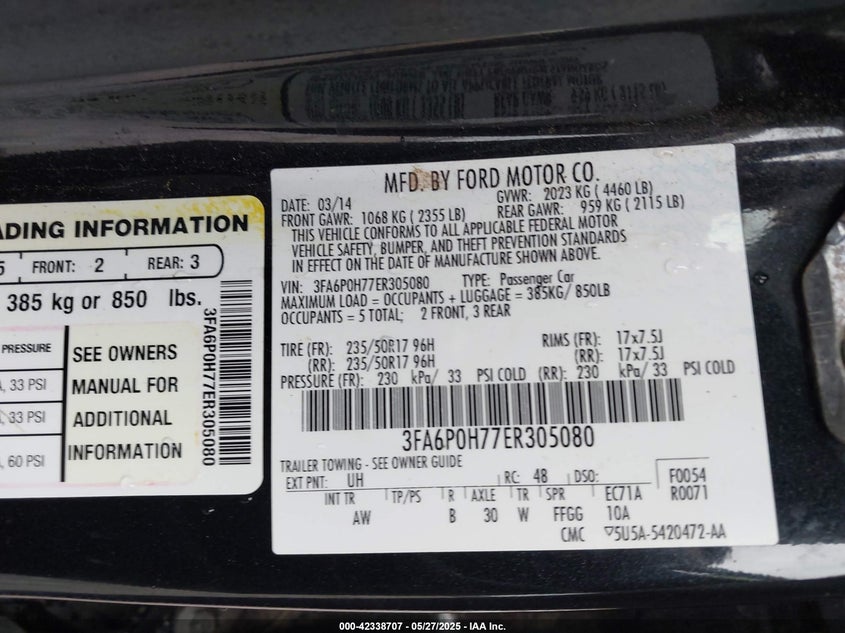 MFD. BY FORD MOTOR CO.
DATE: 03/14 GVWR: 2023 KG ( 4460 LB)
FRONT GAWR: 1068 KG ( 2355 LB) REAR GAWR: 959 KG ( 2115 LB)
THIS VEHICLE CONFORMS TO ALL APPLICABLE FEDERAL MOTOR
VEHICLE SAFETY, BUMPER, AND THEFT PREVENTION STANDARDS
IN EFFECT ON THE DATE OF MANUFACTURE SHOWN ABOVE.
VIN: 3FA6P0H77ER305080 TYPE: Passenger Car
MAXIMUM LOAD = OCCUPANTS + LUGGAGE = 385KG/ 850LB
OCCUPANTS = 5 TOTAL; 2 FRONT, 3 REAR
TIRE (FR): 235/50R17 96H RIMS (FR): 17x7.5J
(RR): 235/50R17 96H (RR): 17x7.5J
PRESSURE (FR): 230 kPa/ 33 PSI COLD (RR): 230 kPa/ 33 PSI COLD
3FA6P0H77ER305080
TRAILER TOWING - SEE OWNER GUIDE
EXT PNT: UH RC: 48 DSO: F0054
INT TR TP/PS R AXLE TR SPR EC71A R0071
AW B 30 W FFGG 10A
CMC ▽5U5A-5420472-AA
ADING INFORMATION
5 FRONT: 2 REAR: 3
385 kg or 850 lbs.
PRESSURE
, 33 PSI
, 33 PSI
, 60 PSI
SEE OWNERS
MANUAL FOR
ADDITIONAL
INFORMATION
3FA6P0H77ER305080
000-42338707 — 05/27/2025 — IAA Inc.